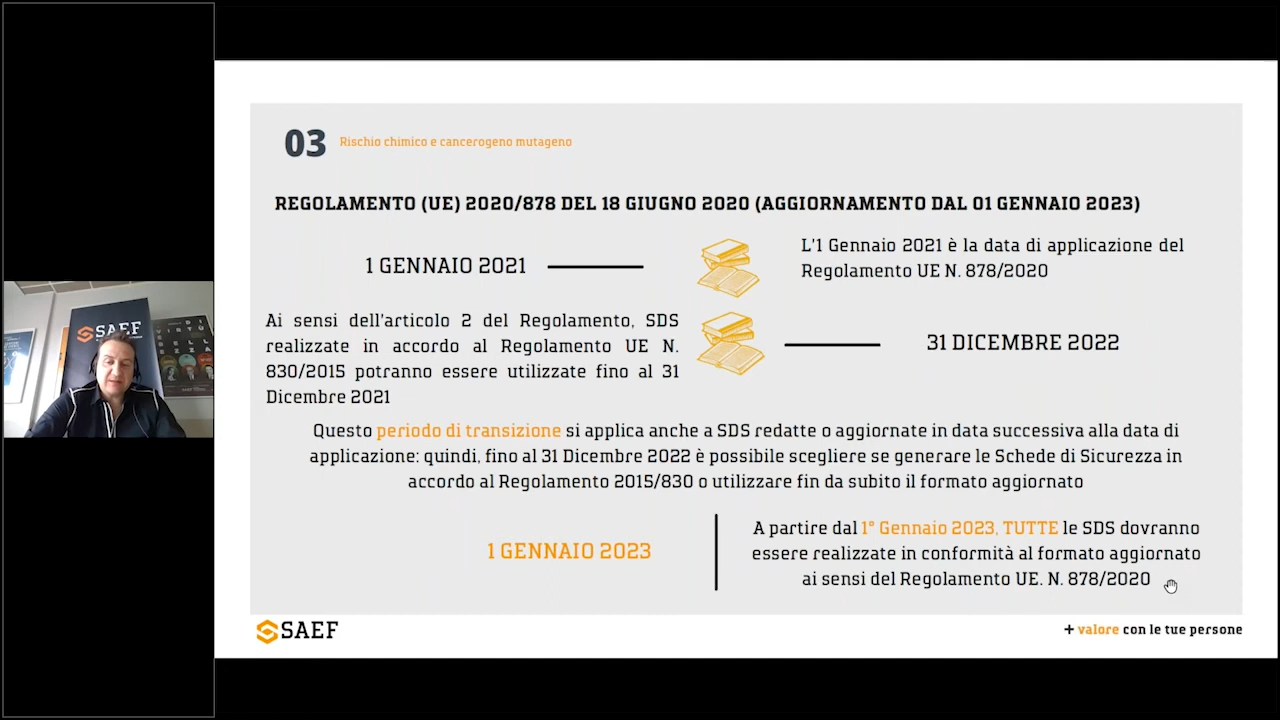 03 Rischio chimico e cancerogeno mutageno
REGOLAMENTO (UE) 2020/878 DEL 18 GIUGNO 2020 (AGGIORNAMENTO DAL 01 GENNAIO 2023)
1 GENNAIO 2021
L'1 Gennaio 2021 è la data di applicazione del
Regolamento UE N. 878/2020
Ai sensi dell'articolo 2 del Regolamento, SDS
realizzate in accordo al Regolamento UE N.
830/2015 potranno essere utilizzate fino al 31
Dicembre 2021
31 DICEMBRE 2022
Questo periodo di transizione si applica anche a SDS redatte o aggiornate in data successiva alla data di
applicazione: quindi, fino al 31 Dicembre 2022 è possibile scegliere se generare le Schede di Sicurezza in
accordo al Regolamento 2015/830 o utilizzare fin da subito il formato aggiornato
1 GENNAIO 2023
A partire dal 1° Gennaio 2023, TUTTE le SDS dovranno
essere realizzate in conformità al formato aggiornato
ai sensi del Regolamento UE. N. 878/2020
SAEF
+ valore con le tue persone
SAEF